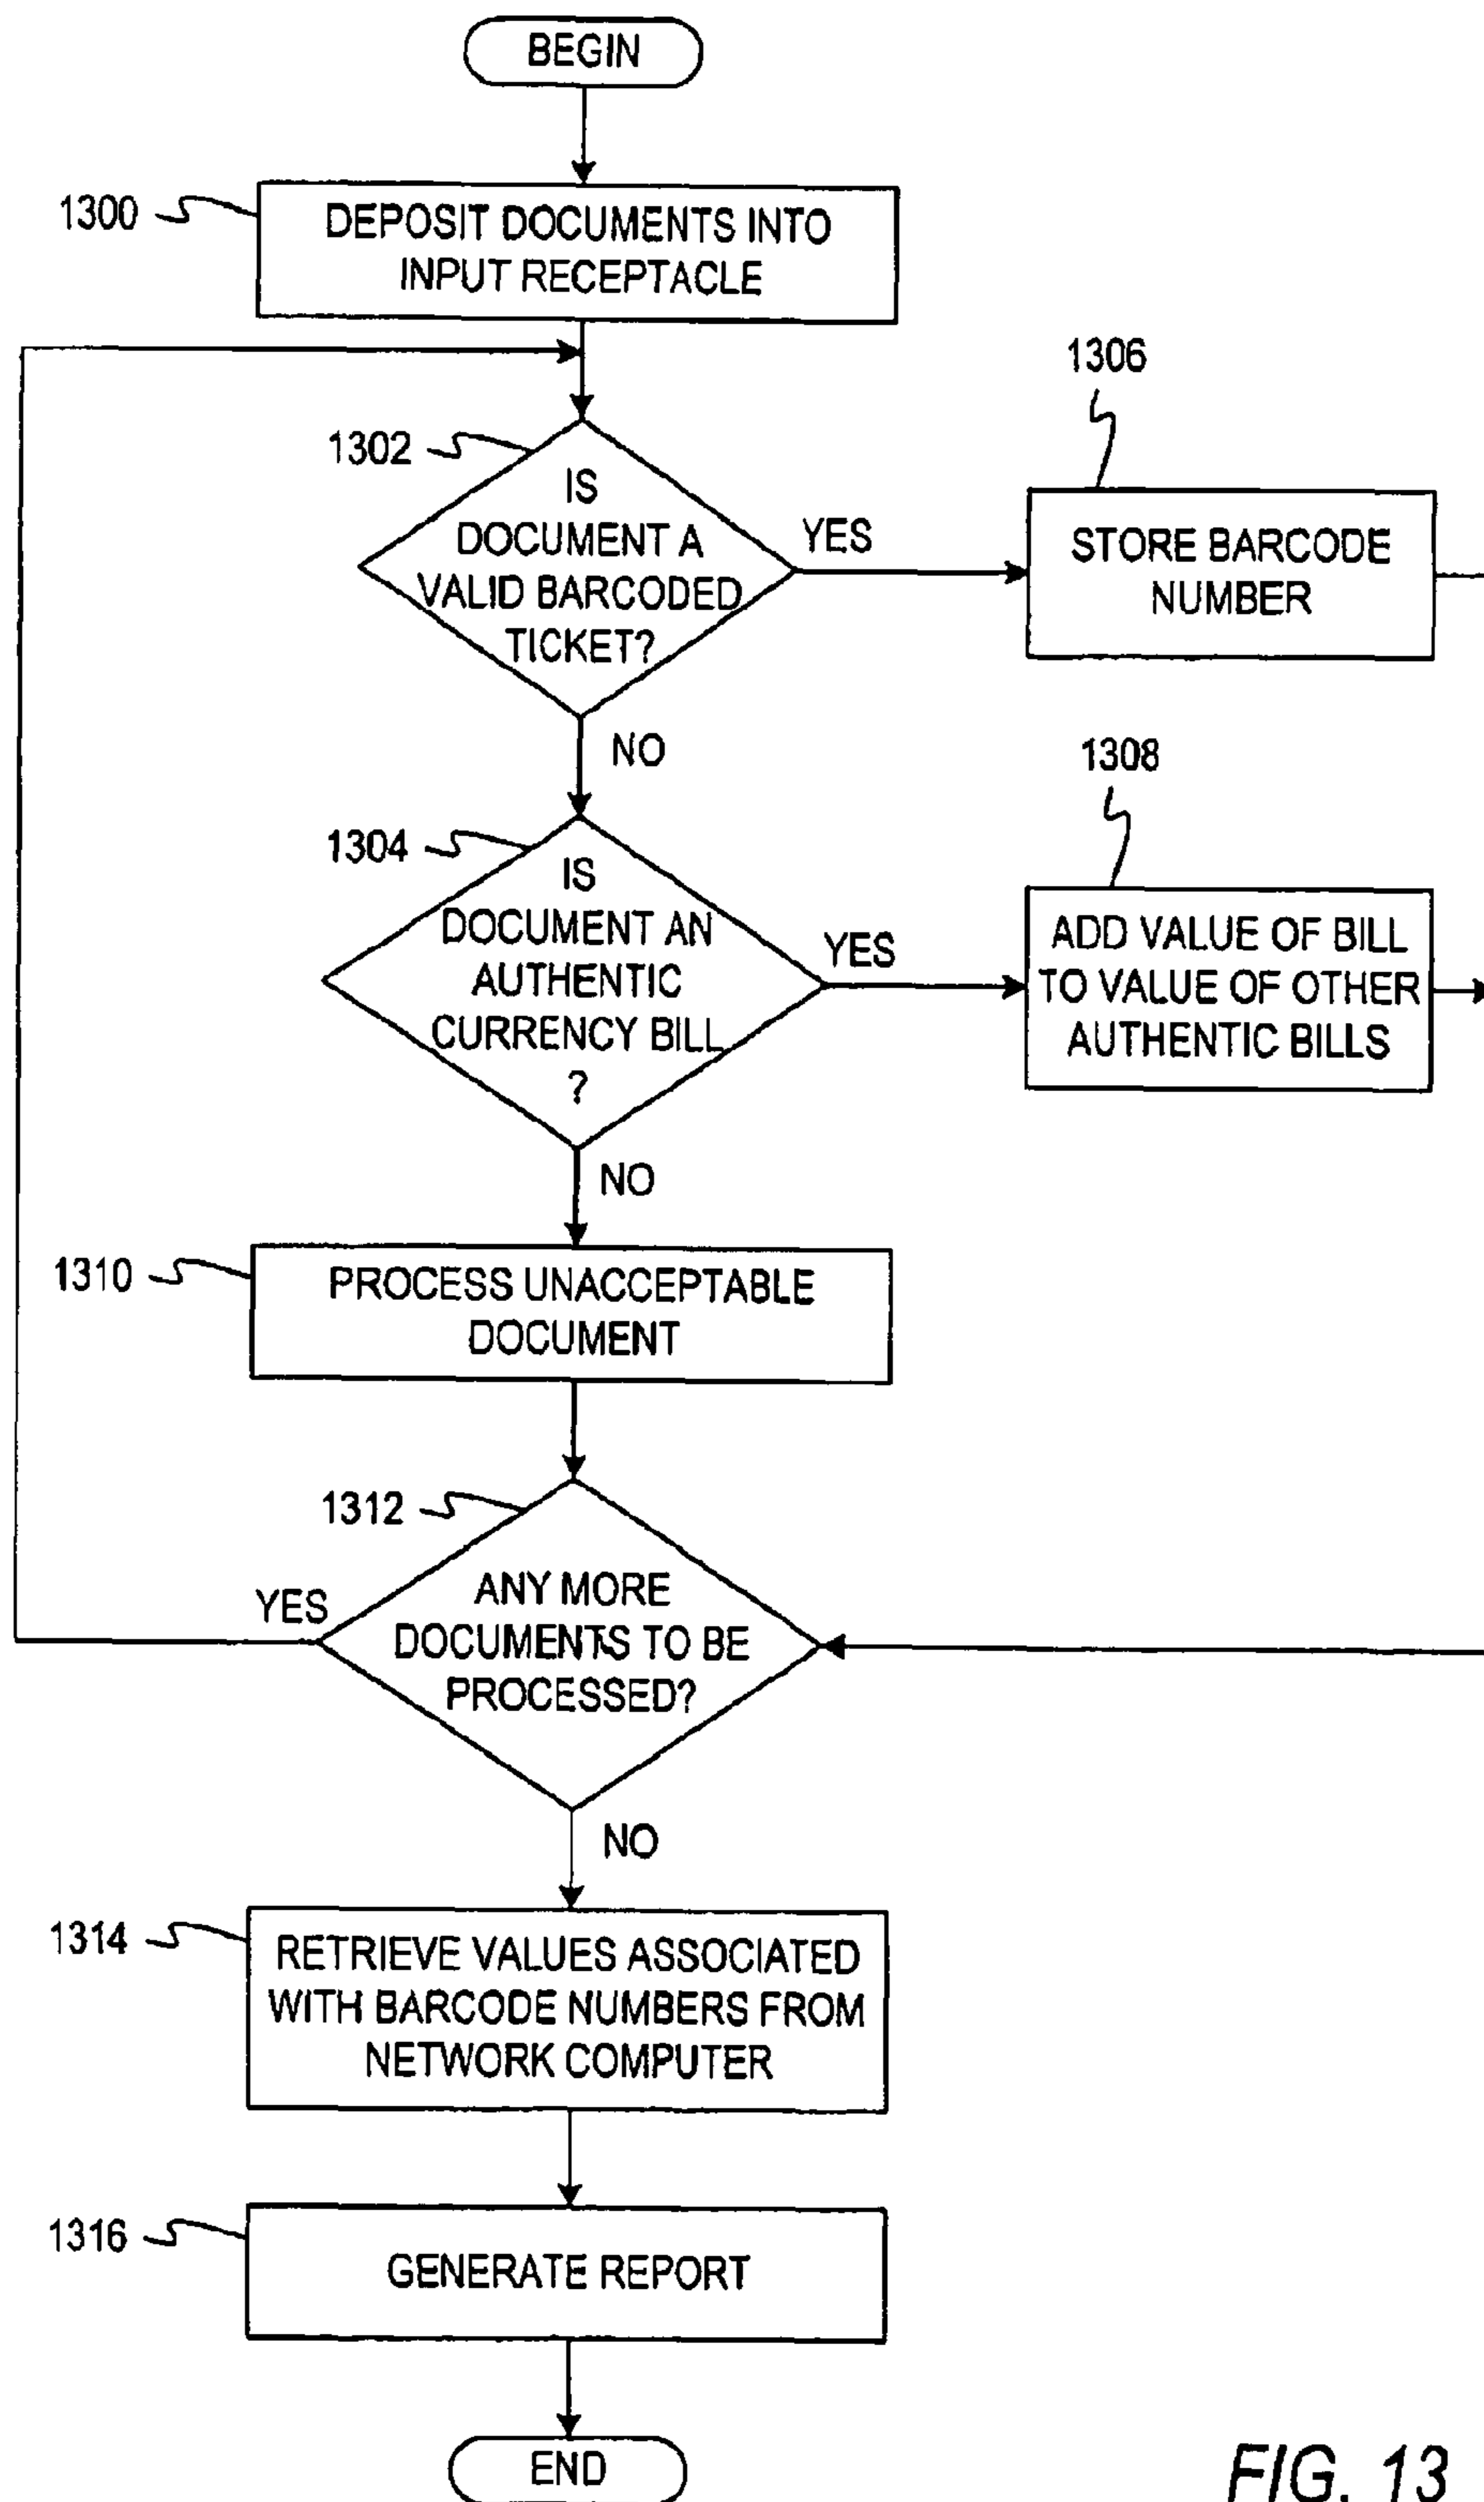 BEGIN
1300
DEPOSIT DOCUMENTS INTO
INPUT RECEPTACLE
1306
1302
IS
DOCUMENT A
VALID BARCODED
TICKET?
YES
STORE BARCODE
NUMBER
NO
1308
1304
IS
DOCUMENT AN
AUTHENTIC
CURRENCY BILL
?
YES
ADD VALUE OF BILL
TO VALUE OF OTHER
AUTHENTIC BILLS
NO
1310
PROCESS UNACCEPTABLE
DOCUMENT
1312
YES
ANY MORE
DOCUMENTS TO BE
PROCESSED?
NO
1314
RETRIEVE VALUES ASSOCIATED
WITH BARCODE NUMBERS FROM
NETWORK COMPUTER
1316
GENERATE REPORT
END
FIG. 13